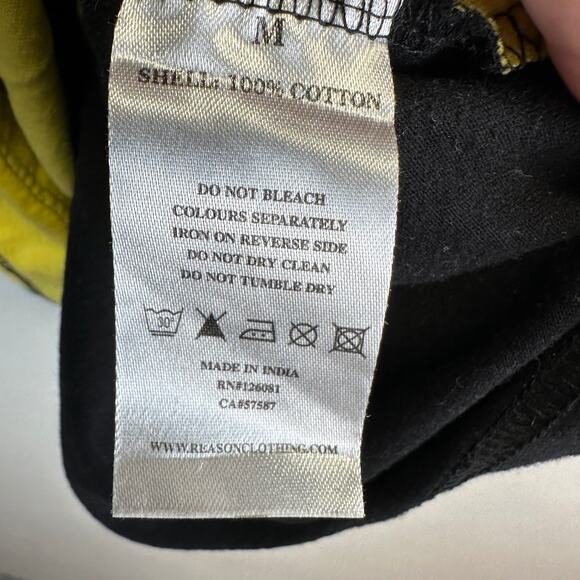 M
SHELL: 100% COTTON
DO NOT BLEACH
COLOURS SEPARATELY
IRON ON REVERSE SIDE
DO NOT DRY CLEAN
DO NOT TUMBLE DRY
30°
MADE IN INDIA
RN#126081
CA#57587
WWW.REASONCLOTHING.COM